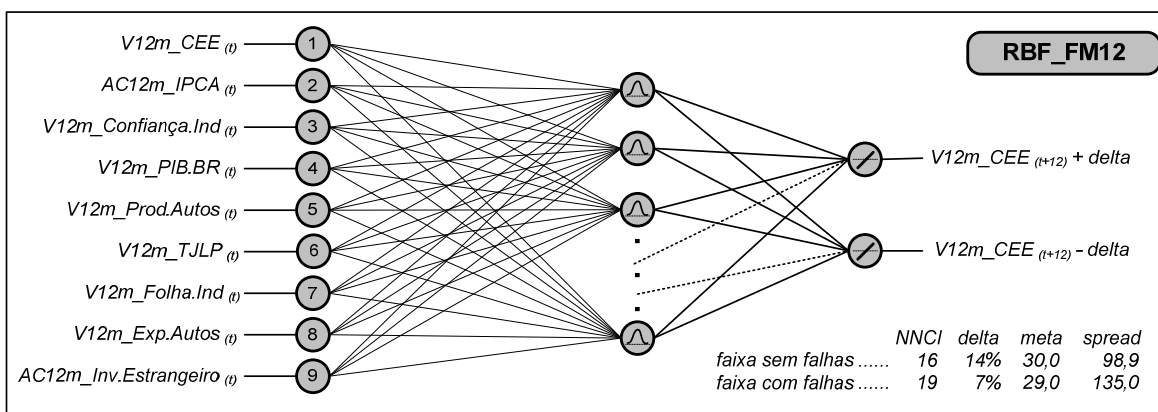 RBF_FM12
V12m_CEE (t)
1
AC12m_IPCA (t)
2
V12m_Confiança.Ind (t)
3
V12m_PIB.BR (t)
4
V12m_Prod.Autos (t)
5
V12m_TJLP (t)
6
V12m_Folha.Ind (t)
7
V12m_Exp.Autos (t)
8
AC12m_Inv.Estrangeiro (t)
9
V12m_CEE (t+12) + delta
V12m_CEE (t+12) - delta
NNCI delta meta spread
faixa sem falhas ...... 16 14% 30,0 98,9
faixa com falhas ...... 19 7% 29,0 135,0